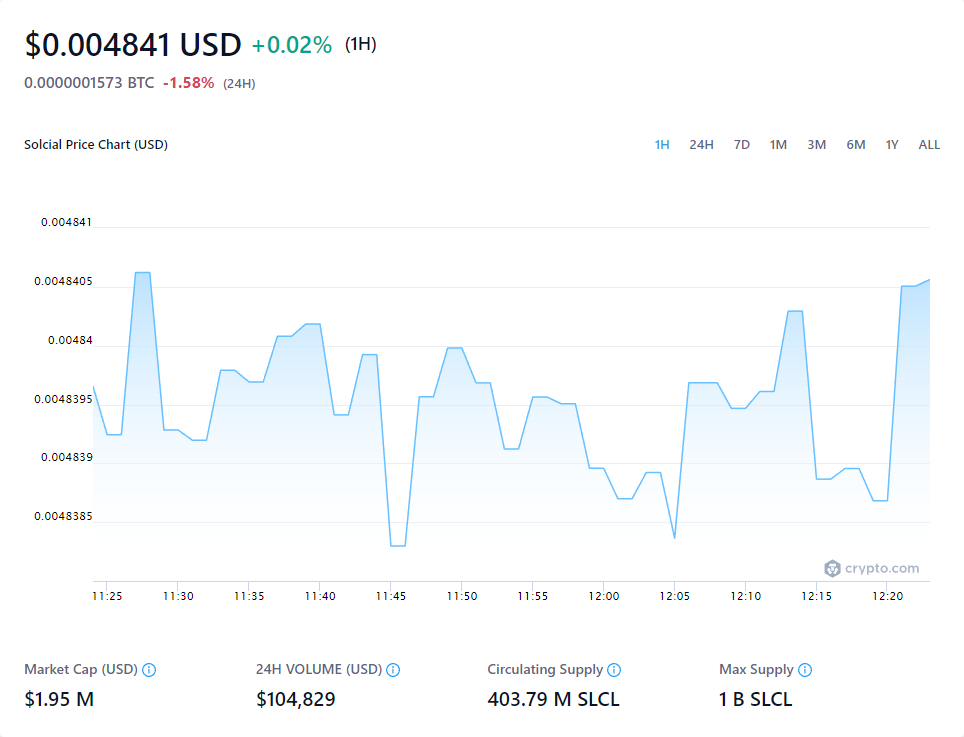 $0.004841 USD +0.02% (1H)
0.0000001573 BTC -1.58% (24H)
Solcial Price Chart (USD) 1H 24H 7D 1M 3M 6M 1Y ALL
0.004841
0.0048405
0.00484
0.0048395
0.004839
0.0048385
crypto.com
11:25 11:30 11:35 11:40 11:45 11:50 11:55 12:00 12:05 12:10 12:15 12:20
Market Cap (USD) 24H VOLUME (USD) Circulating Supply Max Supply
$1.95 M $104,829 403.79 M SLCL 1 B SLCL